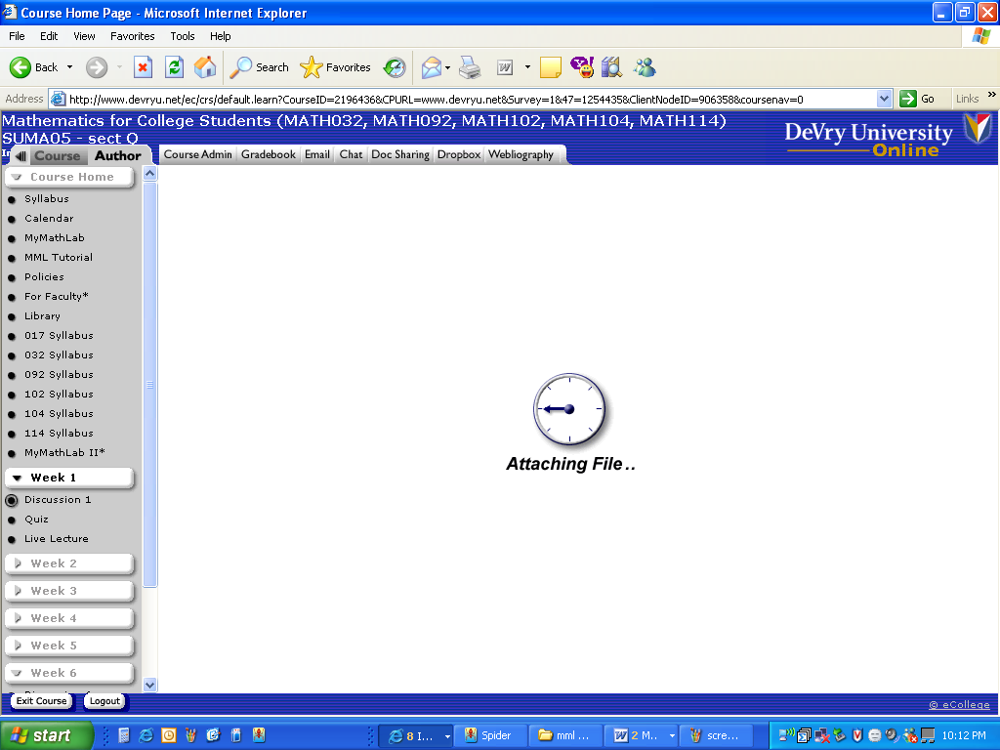 Course Home Page - Microsoft Internet Explorer
File Edit View Favorites Tools Help
Back Search Favorites
Address http://www.devryu.net/ec/crs/default.learn?CourseID=2196436&CPURL=www.devryu.net&Survey=1&47=1254435&ClientNodeID=906358&coursenav=0 Go Links »
Mathematics for College Students (MATH032, MATH092, MATH102, MATH104, MATH114)
SUMA05 - sect Q
DeVry University
Online
Course Author Course Admin Gradebook Email Chat Doc Sharing Dropbox Webliography
Course Home
Syllabus
Calendar
MyMathLab
MML Tutorial
Policies
For Faculty*
Library
017 Syllabus
032 Syllabus
092 Syllabus
102 Syllabus
104 Syllabus
114 Syllabus
MyMathLab II*
Week 1
Discussion 1
Quiz
Live Lecture
Week 2
Week 3
Week 4
Week 5
Week 6
Attaching File..
Exit Course Logout
© eCollege
start 8 I... Spider mml ... 2 M... scre... 10:12 PM